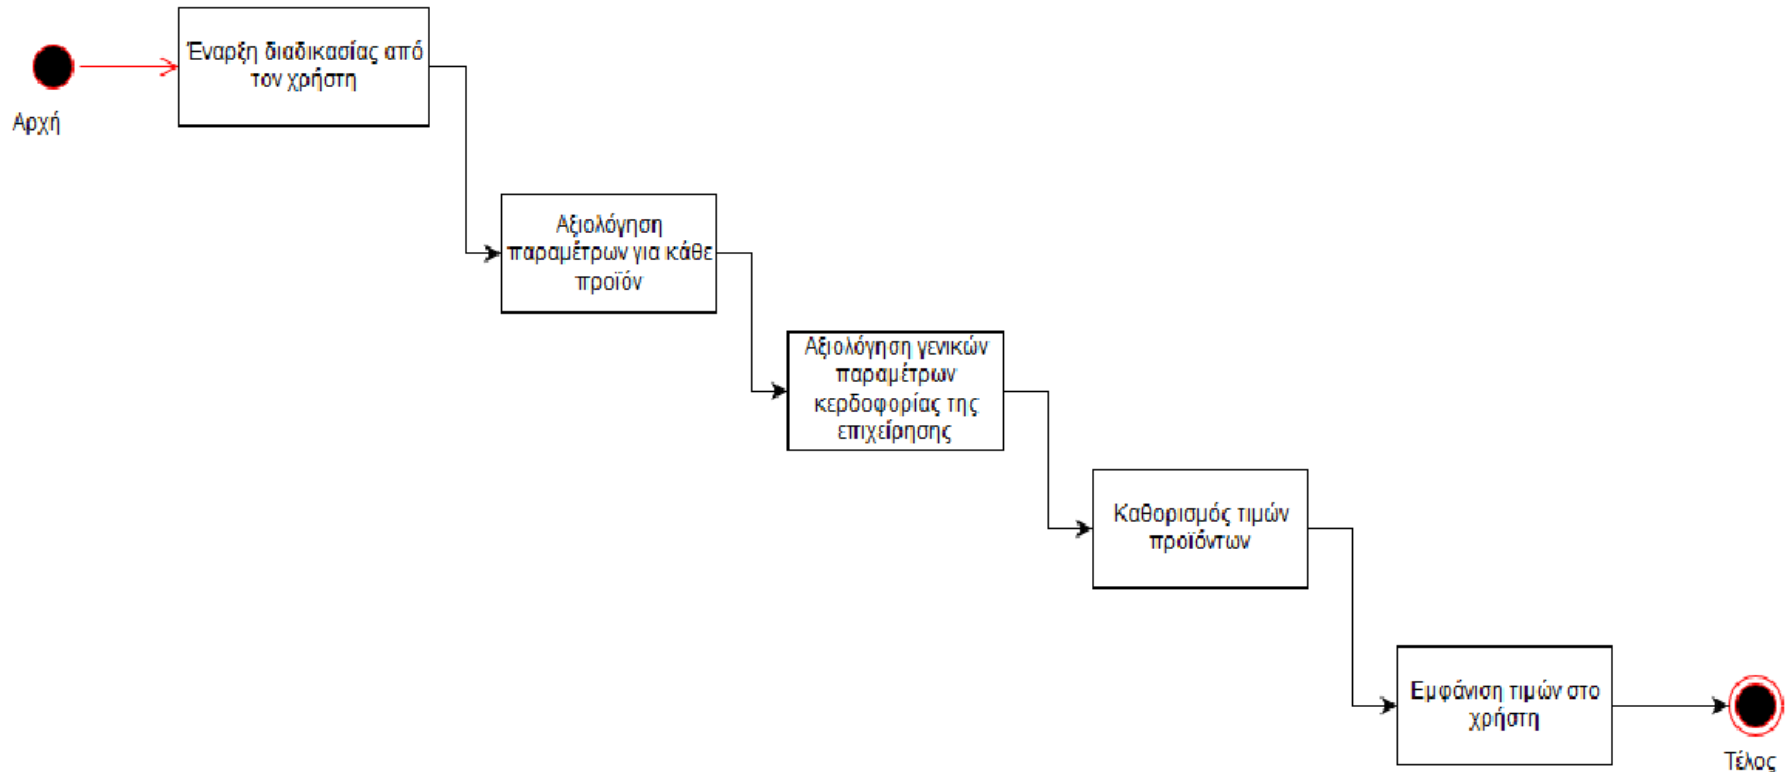 Έναρξη διαδικασίας από
τον χρήστη
Αρχή
Αξιολόγηση
παραμέτρων για κάθε
προϊόν
Αξιολόγηση γενικών
παραμέτρων
κερδοφορίας της
επιχείρησης
Καθορισμός τιμών
προϊόντων
Εμφάνιση τιμών στο
χρήστη
Τέλος